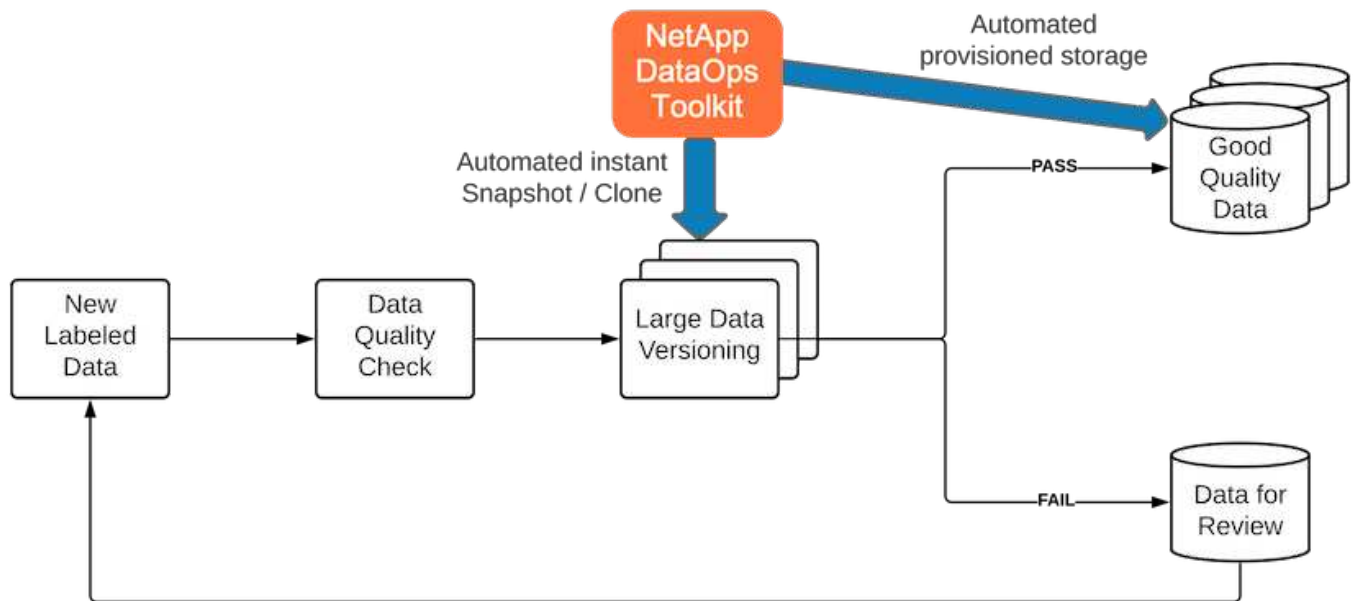 NetApp
DataOps
Toolkit
Automated
provisioned storage
Automated instant
Snapshot / Clone
PASS
Good
Quality
Data
New
Labeled
Data
Data
Quality
Check
Large Data
Versioning
FAIL
Data for
Review